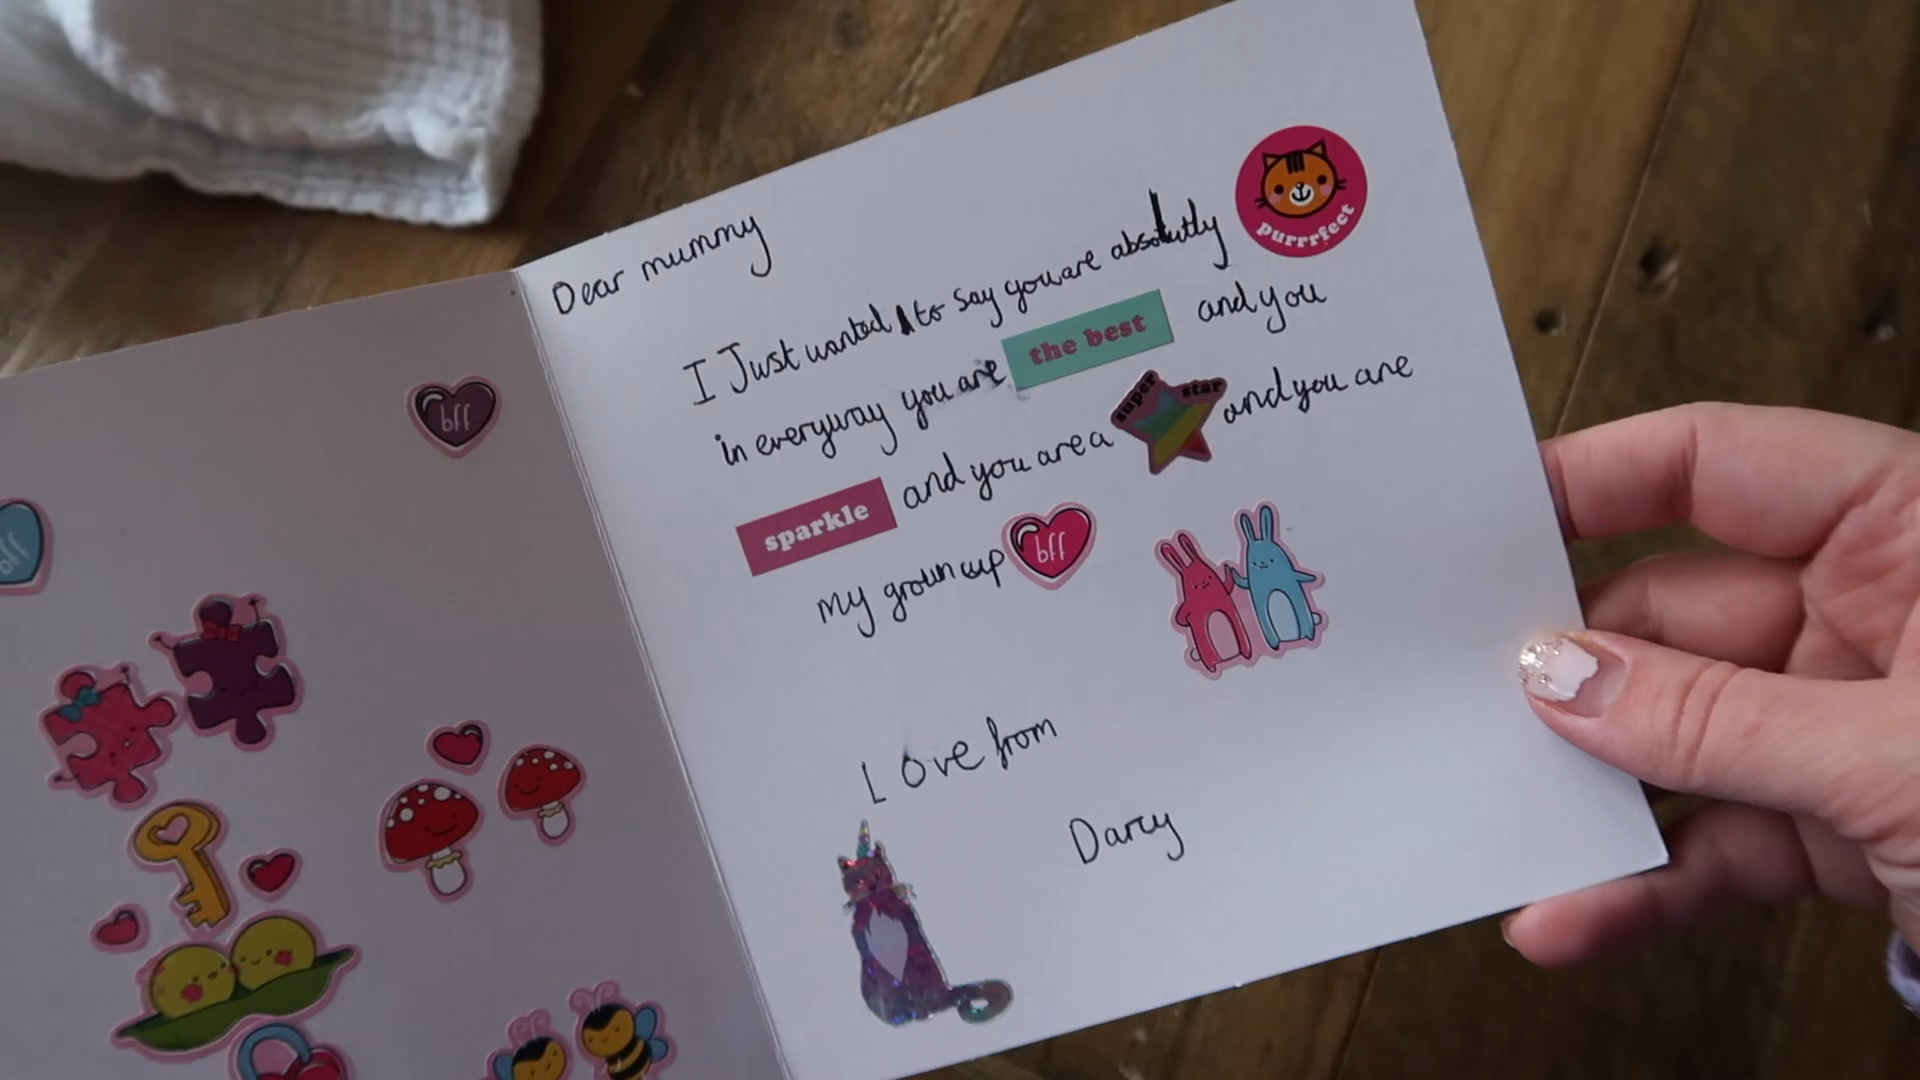 bff
bff
Dear mummy
I Just wanted to say you are absolutly purrrfect
in everyway you are the best and you
sparkle and you are a super star and you are
my grown up bff
Love from
Darcy